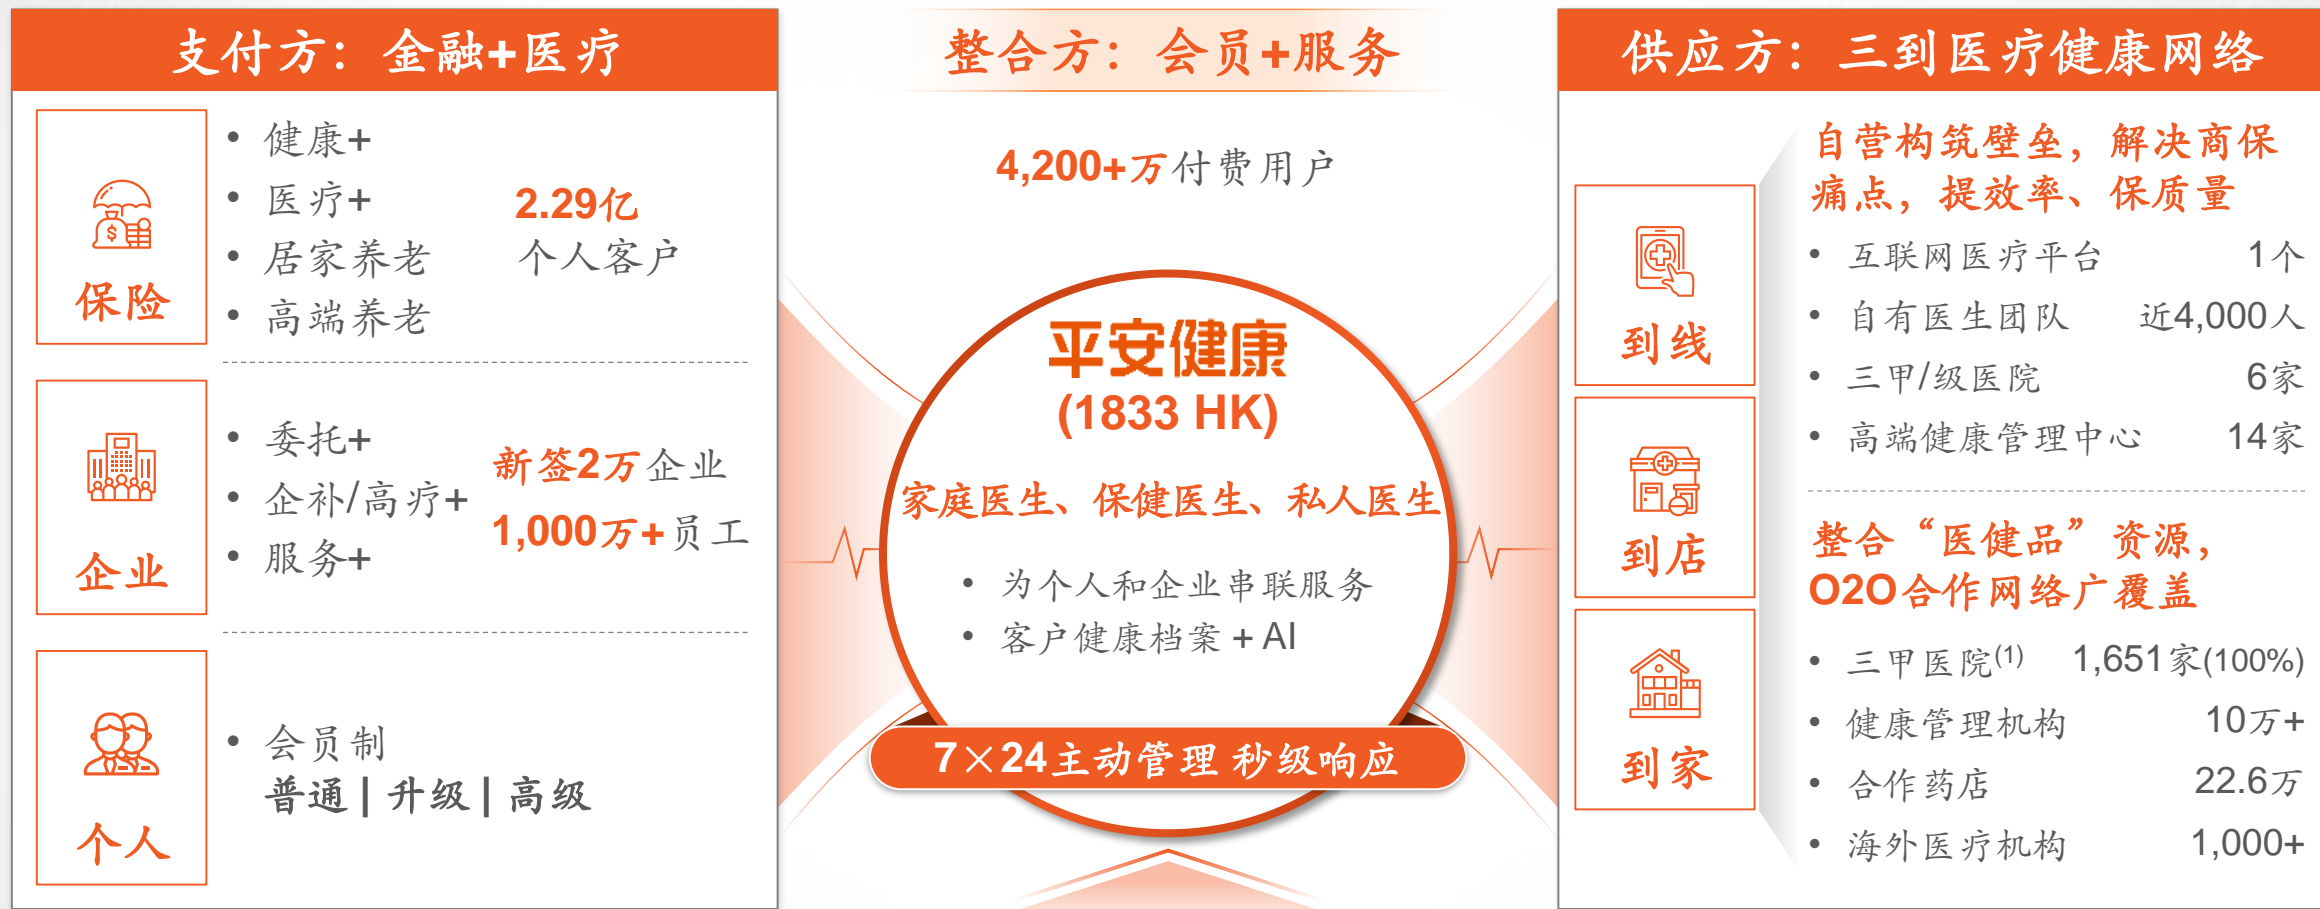 支付方：金融+医疗
保险
• 健康+
• 医疗+
• 居家养老
• 高端养老
2.29亿
个人客户
企业
• 委托+
• 企补/高疗+
• 服务+
新签2万企业
1,000万+员工
个人
• 会员制
普通 | 升级 | 高级
整合方：会员+服务
4,200+万付费用户
平安健康
(1833 HK)
家庭医生、保健医生、私人医生
• 为个人和企业串联服务
• 客户健康档案 + AI
7×24主动管理 秒级响应
供应方：三到医疗健康网络
到线
到店
到家
自营构筑壁垒，解决商保
痛点，提效率、保质量
• 互联网医疗平台 1个
• 自有医生团队 近4,000人
• 三甲/级医院 6家
• 高端健康管理中心 14家
整合“医健品”资源，
O2O合作网络广覆盖
• 三甲医院(1) 1,651家(100%)
• 健康管理机构 10万+
• 合作药店 22.6万
• 海外医疗机构 1,000+